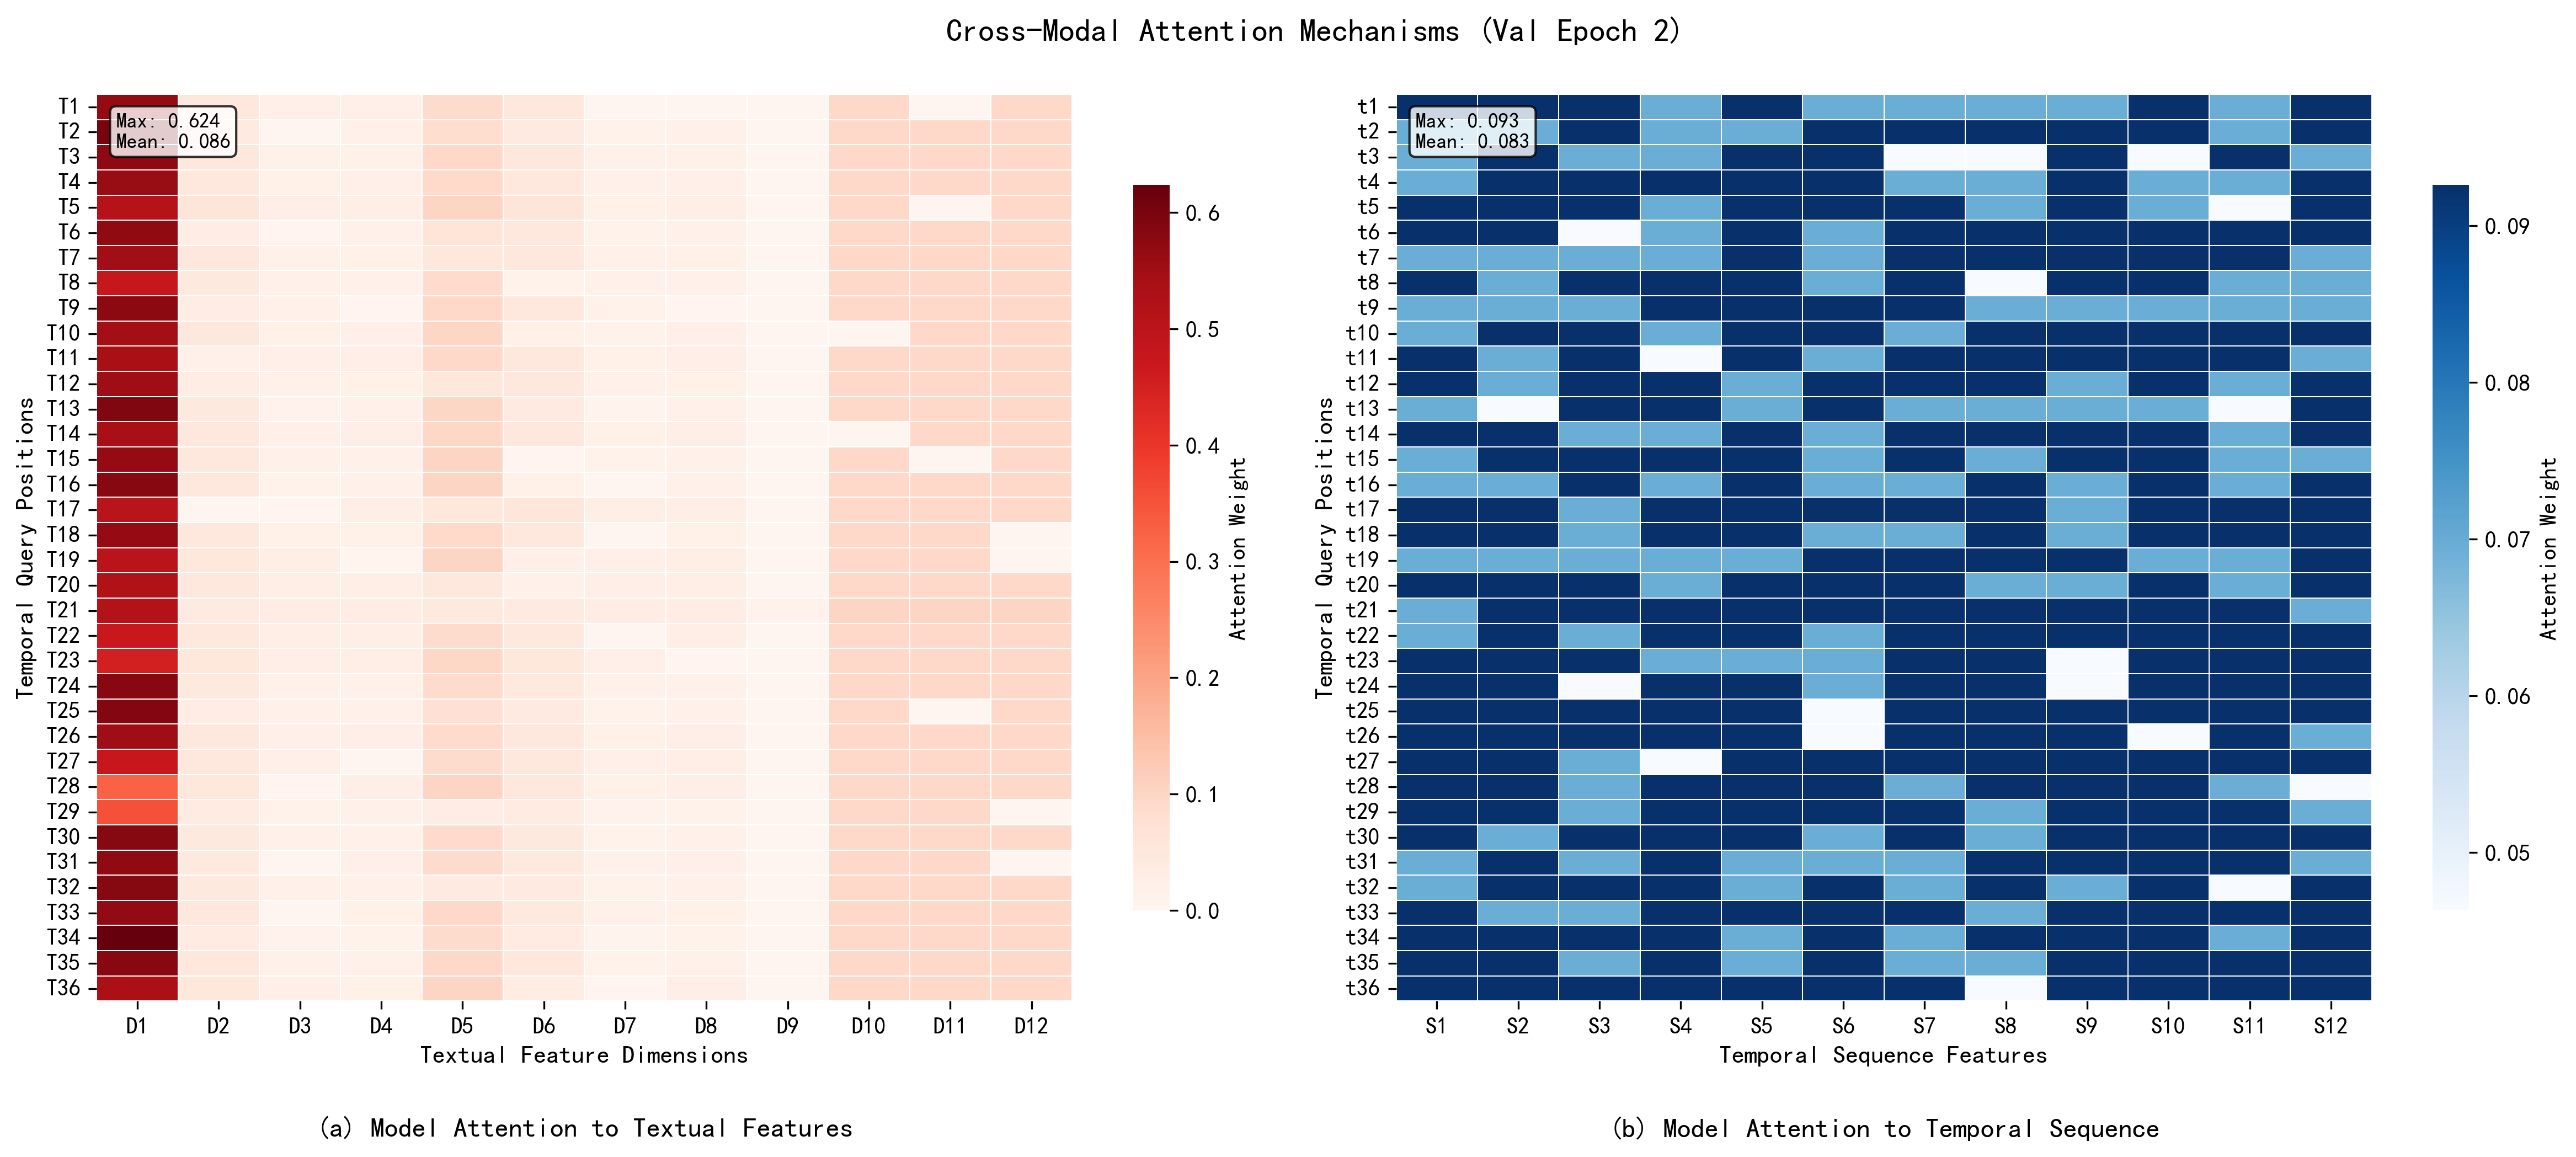 Cross-Modal Attention Mechanisms (Val Epoch 2)
Max: 0.624
Mean: 0.086
T1
T2
T3
T4
T5
T6
T7
T8
T9
T10
T11
T12
T13
T14
T15
T16
T17
T18
T19
T20
T21
T22
T23
T24
T25
T26
T27
T28
T29
T30
T31
T32
T33
T34
T35
T36
Temporal Query Positions
D1 D2 D3 D4 D5 D6 D7 D8 D9 D10 D11 D12
Textual Feature Dimensions
0.6
0.5
0.4
0.3
0.2
0.1
0.0
Attention Weight
(a) Model Attention to Textual Features
Max: 0.093
Mean: 0.083
t1
t2
t3
t4
t5
t6
t7
t8
t9
t10
t11
t12
t13
t14
t15
t16
t17
t18
t19
t20
t21
t22
t23
t24
t25
t26
t27
t28
t29
t30
t31
t32
t33
t34
t35
t36
Temporal Query Positions
S1 S2 S3 S4 S5 S6 S7 S8 S9 S10 S11 S12
Temporal Sequence Features
0.09
0.08
0.07
0.06
0.05
Attention Weight
(b) Model Attention to Temporal Sequence